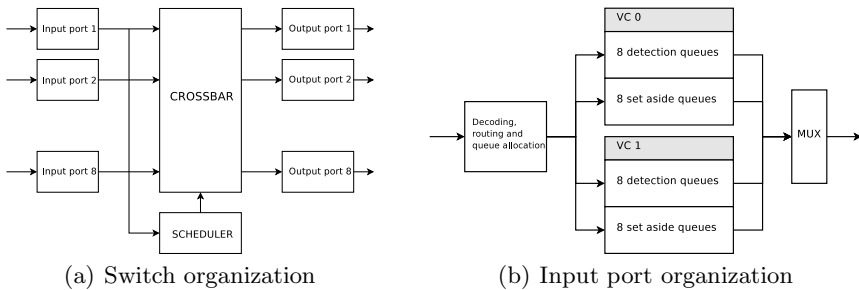 Input port 1
Output port 1
Input port 2
Output port 2
CROSSBAR
Input port 8
Output port 8
SCHEDULER
(a) Switch organization
VC 0
8 detection queues
8 set aside queues
Decoding,
routing and
queue allocation
MUX
VC 1
8 detection queues
8 set aside queues
(b) Input port organization